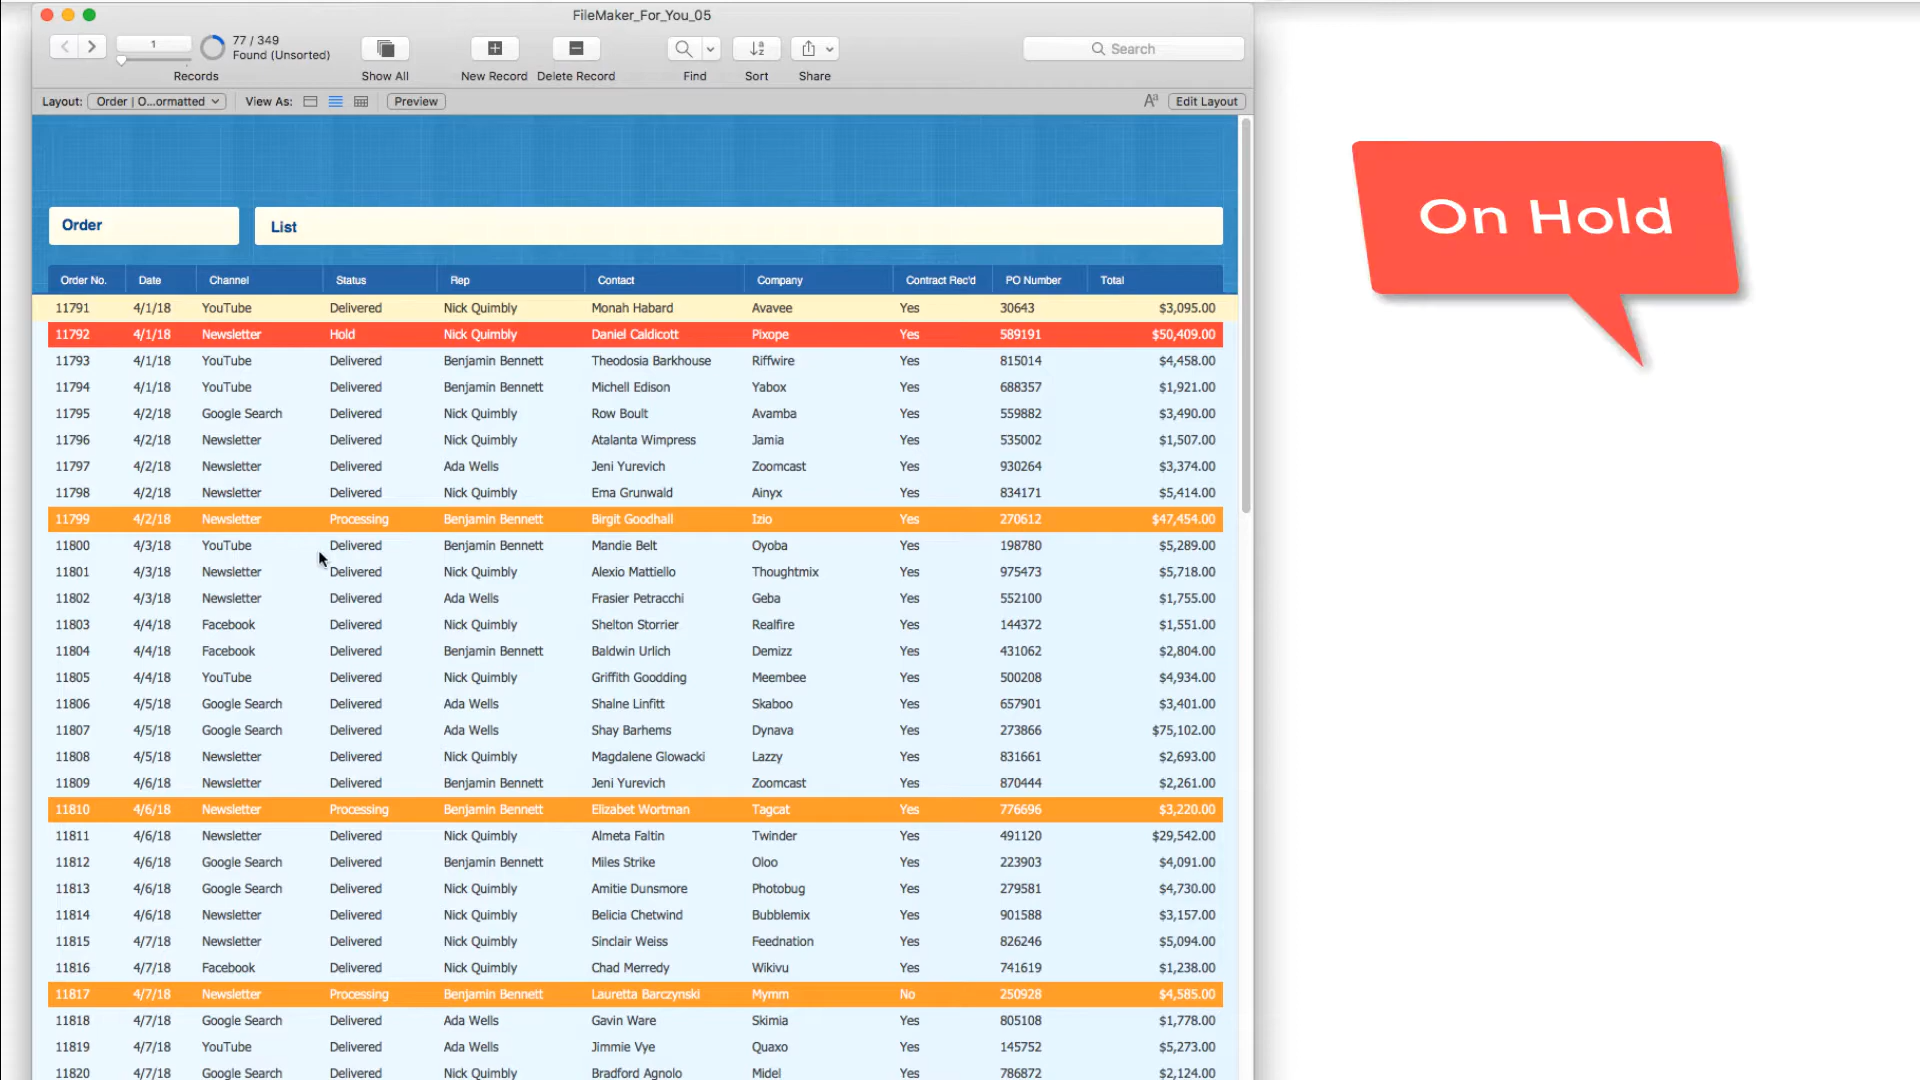 FileMaker_For_You_05
1
77 / 349
Found (Unsorted)
Records
Show All
New Record
Delete Record
Find
Sort
Share
Search
Layout: Order | O...ormatted View As: Preview Aa Edit Layout
On Hold
Order List
Order No. Date Channel Status Rep Contact Company Contract Rec'd PO Number Total
11791 4/1/18 YouTube Delivered Nick Quimbly Monah Habard Avavee Yes 30643 $3,095.00
11792 4/1/18 Newsletter Hold Nick Quimbly Daniel Caldicott Pixope Yes 589191 $50,409.00
11793 4/1/18 YouTube Delivered Benjamin Bennett Theodosia Barkhouse Riffwire Yes 815014 $4,458.00
11794 4/1/18 YouTube Delivered Benjamin Bennett Michell Edison Yabox Yes 688357 $1,921.00
11795 4/2/18 Google Search Delivered Nick Quimbly Row Boult Avamba Yes 559882 $3,490.00
11796 4/2/18 Newsletter Delivered Nick Quimbly Atalanta Wimpress Jamia Yes 535002 $1,507.00
11797 4/2/18 Newsletter Delivered Ada Wells Jeni Yurevich Zoomcast Yes 930264 $3,374.00
11798 4/2/18 Newsletter Delivered Nick Quimbly Ema Grunwald Ainyx Yes 834171 $5,414.00
11799 4/2/18 Newsletter Processing Benjamin Bennett Birgit Goodhall Izio Yes 270612 $47,454.00
11800 4/3/18 YouTube Delivered Benjamin Bennett Mandie Belt Oyoba Yes 198780 $5,289.00
11801 4/3/18 Newsletter Delivered Nick Quimbly Alexio Mattiello Thoughtmix Yes 975473 $5,718.00
11802 4/3/18 Newsletter Delivered Ada Wells Frasier Petracchi Geba Yes 552100 $1,755.00
11803 4/4/18 Facebook Delivered Nick Quimbly Shelton Storrier Realfire Yes 144372 $1,551.00
11804 4/4/18 Facebook Delivered Benjamin Bennett Baldwin Urlich Demizz Yes 431062 $2,804.00
11805 4/4/18 YouTube Delivered Nick Quimbly Griffith Goodding Meembee Yes 500208 $4,934.00
11806 4/5/18 Google Search Delivered Ada Wells Shalne Linfitt Skaboo Yes 657901 $3,401.00
11807 4/5/18 Google Search Delivered Ada Wells Shay Barhems Dynava Yes 273866 $75,102.00
11808 4/5/18 Newsletter Delivered Nick Quimbly Magdalene Glowacki Lazzy Yes 831661 $2,693.00
11809 4/6/18 Newsletter Delivered Benjamin Bennett Jeni Yurevich Zoomcast Yes 870444 $2,261.00
11810 4/6/18 Newsletter Processing Benjamin Bennett Elizabet Wortman Tagcat Yes 776696 $3,220.00
11811 4/6/18 Newsletter Delivered Nick Quimbly Almeta Faltin Twinder Yes 491120 $29,542.00
11812 4/6/18 Google Search Delivered Benjamin Bennett Miles Strike Oloo Yes 223903 $4,091.00
11813 4/6/18 Google Search Delivered Nick Quimbly Amitie Dunsmore Photobug Yes 279581 $4,730.00
11814 4/6/18 Newsletter Delivered Nick Quimbly Belicia Chetwind Bubblemix Yes 901588 $3,157.00
11815 4/7/18 Newsletter Delivered Nick Quimbly Sinclair Weiss Feednation Yes 826246 $5,094.00
11816 4/7/18 Facebook Delivered Nick Quimbly Chad Merredy Wikivu Yes 741619 $1,238.00
11817 4/7/18 Newsletter Processing Benjamin Bennett Lauretta Barczynski Mymm No 250928 $4,585.00
11818 4/7/18 Google Search Delivered Ada Wells Gavin Ware Skimia Yes 805108 $1,778.00
11819 4/7/18 YouTube Delivered Ada Wells Jimmie Vye Quaxo Yes 145752 $5,273.00
11820 4/7/18 Google Search Delivered Nick Quimbly Bradford Agnolo Midel Yes 786872 $2,124.00